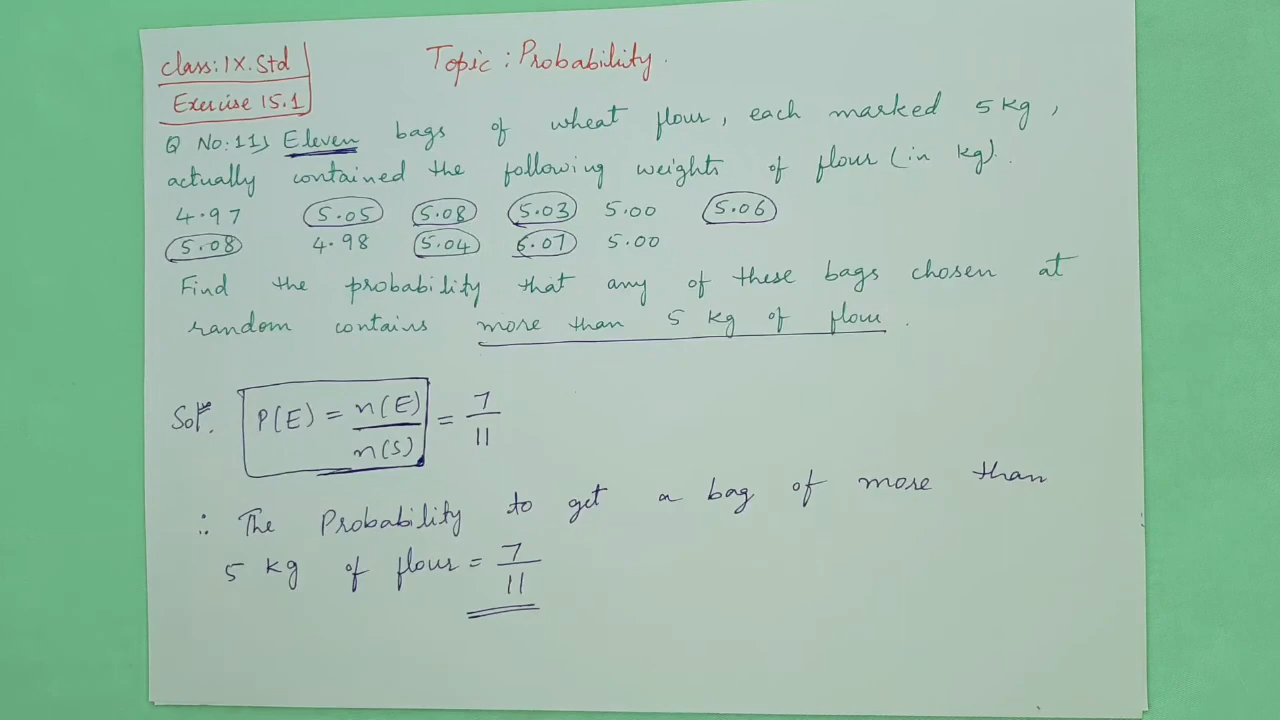 class: IX. Std
Exercise 15.1
Topic : Probability.
Q No: 11) Eleven bags of wheat flour, each marked 5 kg,
actually contained the following weights of flour (in kg).
4.97 5.05 5.08 5.03 5.00 5.06
5.08 4.98 5.04 5.07 5.00
Find the probability that any of these bags chosen at
random contains more than 5 kg of flour.
Soln. P(E) = n(E)/n(S) = 7/11
∴ The Probability to get a bag of more than
5 kg of flour = 7/11